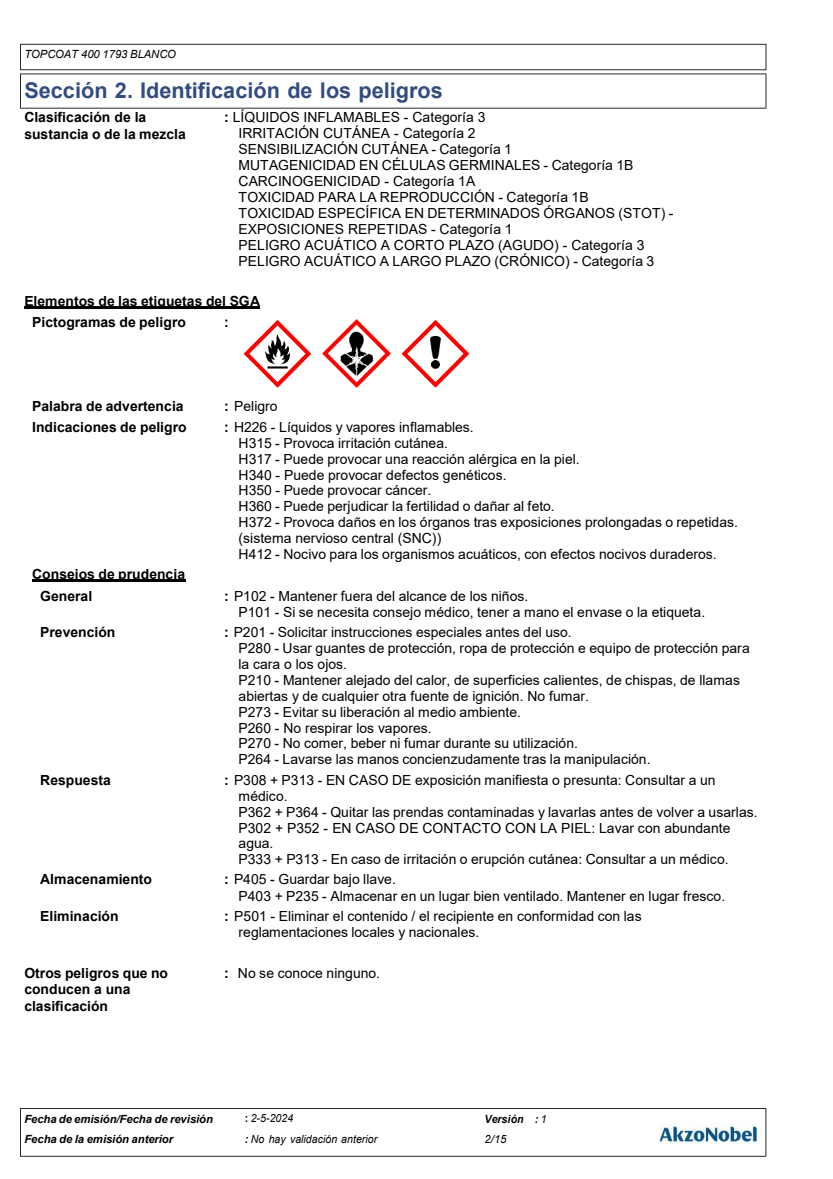 TOPCOAT 400 1793 BLANCO
Sección 2. Identificación de los peligros
Clasificación de la sustancia o de la mezcla
: LÍQUIDOS INFLAMABLES - Categoría 3
IRRITACIÓN CUTÁNEA - Categoría 2
SENSIBILIZACIÓN CUTÁNEA - Categoría 1
MUTAGENICIDAD EN CÉLULAS GERMINALES - Categoría 1B
CARCINOGENICIDAD - Categoría 1A
TOXICIDAD PARA LA REPRODUCCIÓN - Categoría 1B
TOXICIDAD ESPECÍFICA EN DETERMINADOS ÓRGANOS (STOT) -
EXPOSICIONES REPETIDAS - Categoría 1
PELIGRO ACUÁTICO A CORTO PLAZO (AGUDO) - Categoría 3
PELIGRO ACUÁTICO A LARGO PLAZO (CRÓNICO) - Categoría 3
Elementos de las etiquetas del SGA
Pictogramas de peligro :
Palabra de advertencia : Peligro
Indicaciones de peligro : H226 - Líquidos y vapores inflamables.
H315 - Provoca irritación cutánea.
H317 - Puede provocar una reacción alérgica en la piel.
H340 - Puede provocar defectos genéticos.
H350 - Puede provocar cáncer.
H360 - Puede perjudicar la fertilidad o dañar al feto.
H372 - Provoca daños en los órganos tras exposiciones prolongadas o repetidas.
(sistema nervioso central (SNC))
H412 - Nocivo para los organismos acuáticos, con efectos nocivos duraderos.
Consejos de prudencia
General : P102 - Mantener fuera del alcance de los niños.
P101 - Si se necesita consejo médico, tener a mano el envase o la etiqueta.
Prevención : P201 - Solicitar instrucciones especiales antes del uso.
P280 - Usar guantes de protección, ropa de protección e equipo de protección para
la cara o los ojos.
P210 - Mantener alejado del calor, de superficies calientes, de chispas, de llamas
abiertas y de cualquier otra fuente de ignición. No fumar.
P273 - Evitar su liberación al medio ambiente.
P260 - No respirar los vapores.
P270 - No comer, beber ni fumar durante su utilización.
P264 - Lavarse las manos concienzudamente tras la manipulación.
Respuesta : P308 + P313 - EN CASO DE exposición manifiesta o presunta: Consultar a un
médico.
P362 + P364 - Quitar las prendas contaminadas y lavarlas antes de volver a usarlas.
P302 + P352 - EN CASO DE CONTACTO CON LA PIEL: Lavar con abundante
agua.
P333 + P313 - En caso de irritación o erupción cutánea: Consultar a un médico.
Almacenamiento : P405 - Guardar bajo llave.
P403 + P235 - Almacenar en un lugar bien ventilado. Mantener en lugar fresco.
Eliminación : P501 - Eliminar el contenido / el recipiente en conformidad con las
reglamentaciones locales y nacionales.
Otros peligros que no
conducen a una
clasificación
: No se conoce ninguno.
Fecha de emisión/Fecha de revisión : 2-5-2024 Versión : 1
Fecha de la emisión anterior : No hay validación anterior 2/15
AkzoNobel